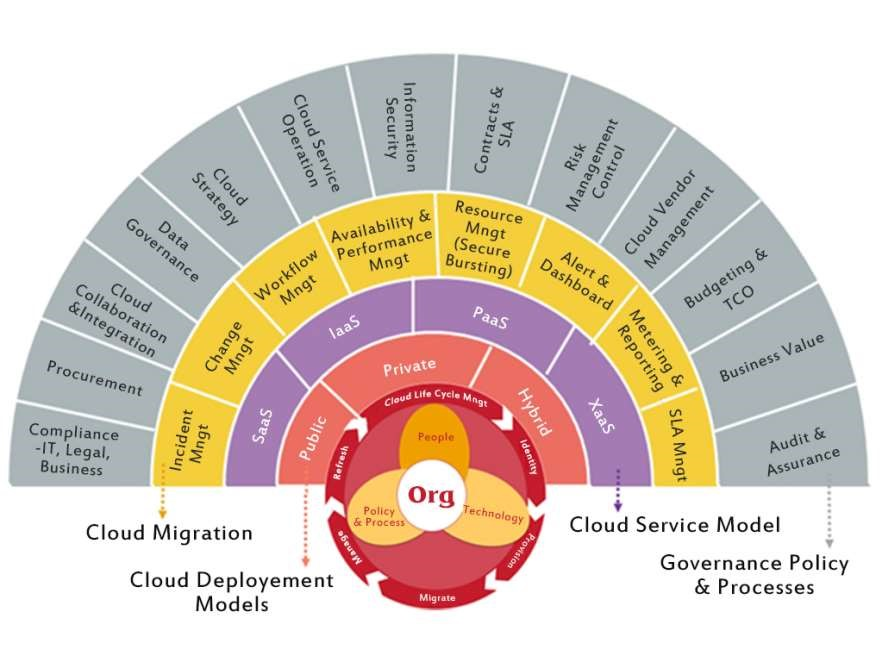 Compliance
-IT, Legal,
Business
Procurement
Cloud
Collaboration
&Integration
Data
Governance
Cloud
Strategy
Cloud Service
Operation
Information
Security
Contracts &
SLA
Risk
Management
Control
Cloud Vendor
Management
Budgeting &
TCO
Business Value
Audit &
Assurance
Incident
Mngt
Change
Mngt
Workflow
Mngt
Availability &
Performance
Mngt
Resource
Mngt
(Secure
Bursting)
Alert &
Dashboard
Metering &
Reporting
SLA Mngt
SaaS
IaaS
PaaS
XaaS
Public
Private
Hybrid
Cloud Life Cycle Mngt
Identity
Provision
Migrate
Manage
Refresh
People
Org
Policy
& Process
Technology
Cloud Migration
Cloud Deployement
Models
Cloud Service Model
Governance Policy
& Processes